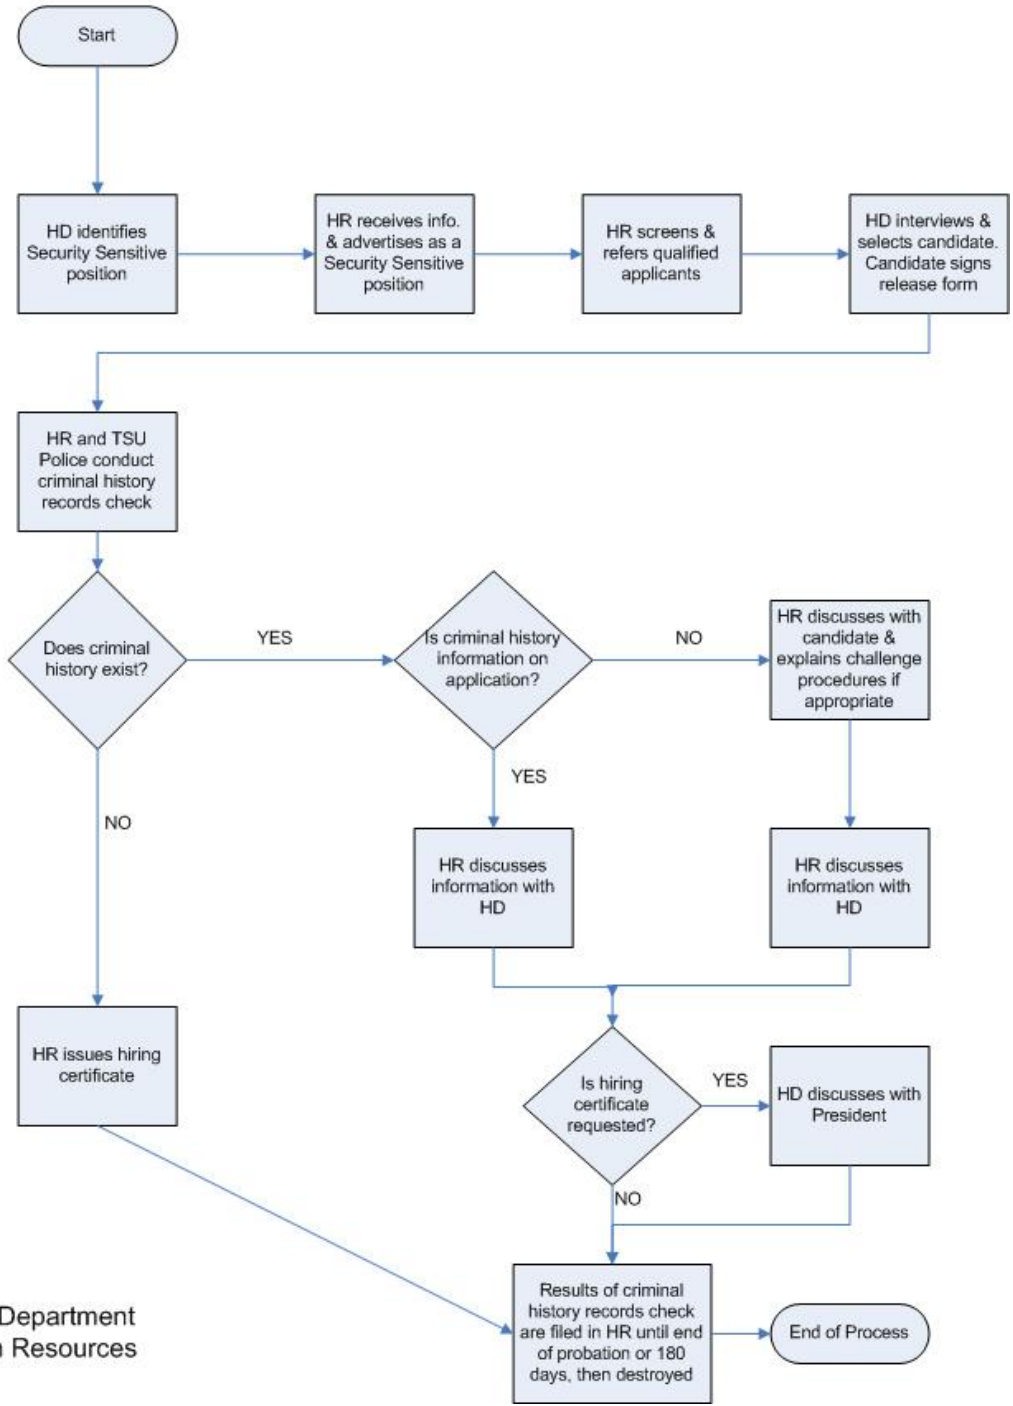 Start
HD identifies
Security Sensitive
position
HR receives info.
& advertises as a
Security Sensitive
position
HR screens &
refers qualified
applicants
HD interviews &
selects candidate.
Candidate signs
release form
HR and TSU
Police conduct
criminal history
records check
Does criminal
history exist?
YES
Is criminal history
information on
application?
NO
HR discusses with
candidate &
explains challenge
procedures if
appropriate
YES
NO
HR discusses
information with
HD
HR discusses
information with
HD
HR issues hiring
certificate
Is hiring
certificate
requested?
YES
HD discusses with
President
NO
Results of criminal
history records check
are filed in HR until end
of probation or 180
days, then destroyed
End of Process
Department
Resources